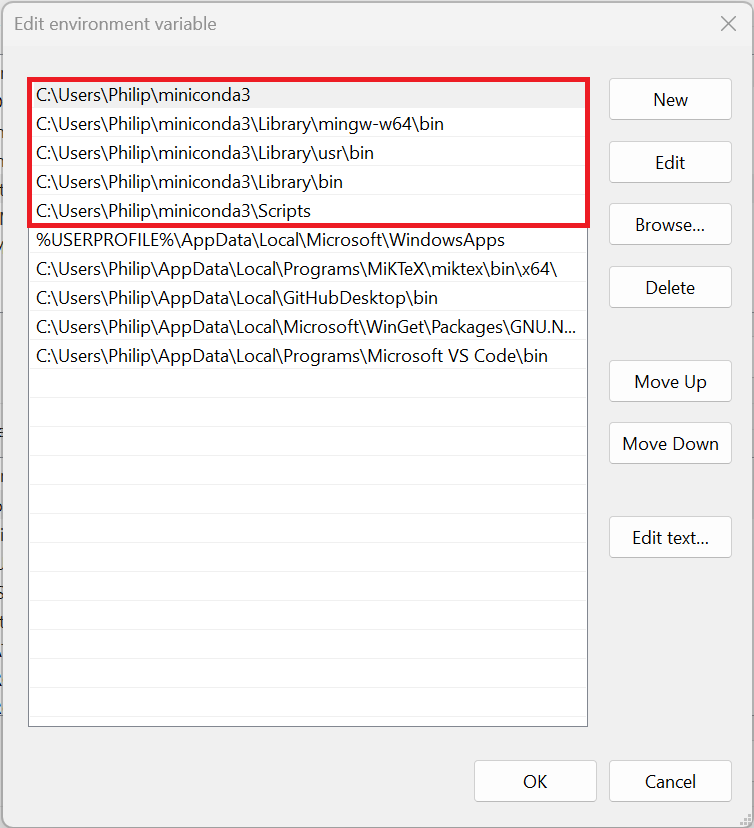 Edit environment variable
C:\Users\Philip\miniconda3
C:\Users\Philip\miniconda3\Library\mingw-w64\bin
C:\Users\Philip\miniconda3\Library\usr\bin
C:\Users\Philip\miniconda3\Library\bin
C:\Users\Philip\miniconda3\Scripts
%USERPROFILE%\AppData\Local\Microsoft\WindowsApps
C:\Users\Philip\AppData\Local\Programs\MiKTeX\miktex\bin\x64\
C:\Users\Philip\AppData\Local\GitHubDesktop\bin
C:\Users\Philip\AppData\Local\Microsoft\WinGet\Packages\GNU.N...
C:\Users\Philip\AppData\Local\Programs\Microsoft VS Code\bin
New
Edit
Browse...
Delete
Move Up
Move Down
Edit text...
OK
Cancel